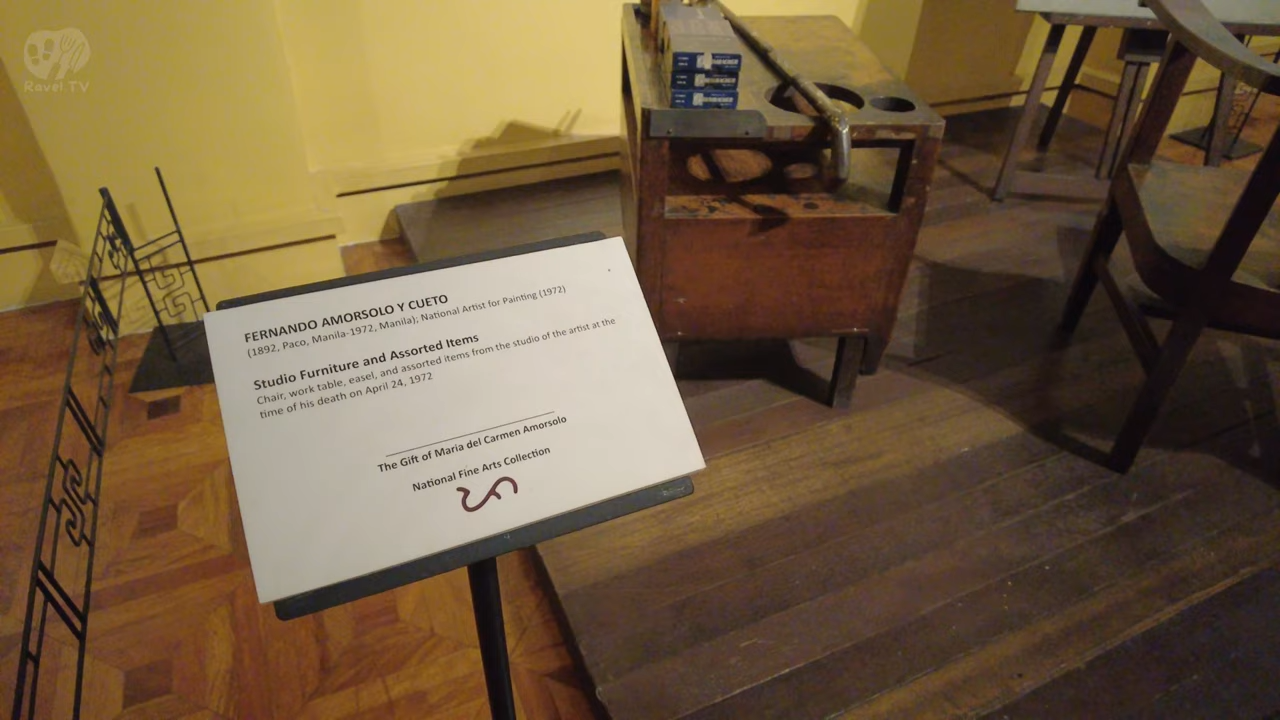 Ravel TV
FERNANDO AMORSOLO Y CUETO
(1892, Paco, Manila-1972, Manila); National Artist for Painting (1972)
Studio Furniture and Assorted Items
Chair, work table, easel, and assorted items from the studio of the artist at the
time of his death on April 24, 1972
The Gift of Maria del Carmen Amorsolo
National Fine Arts Collection